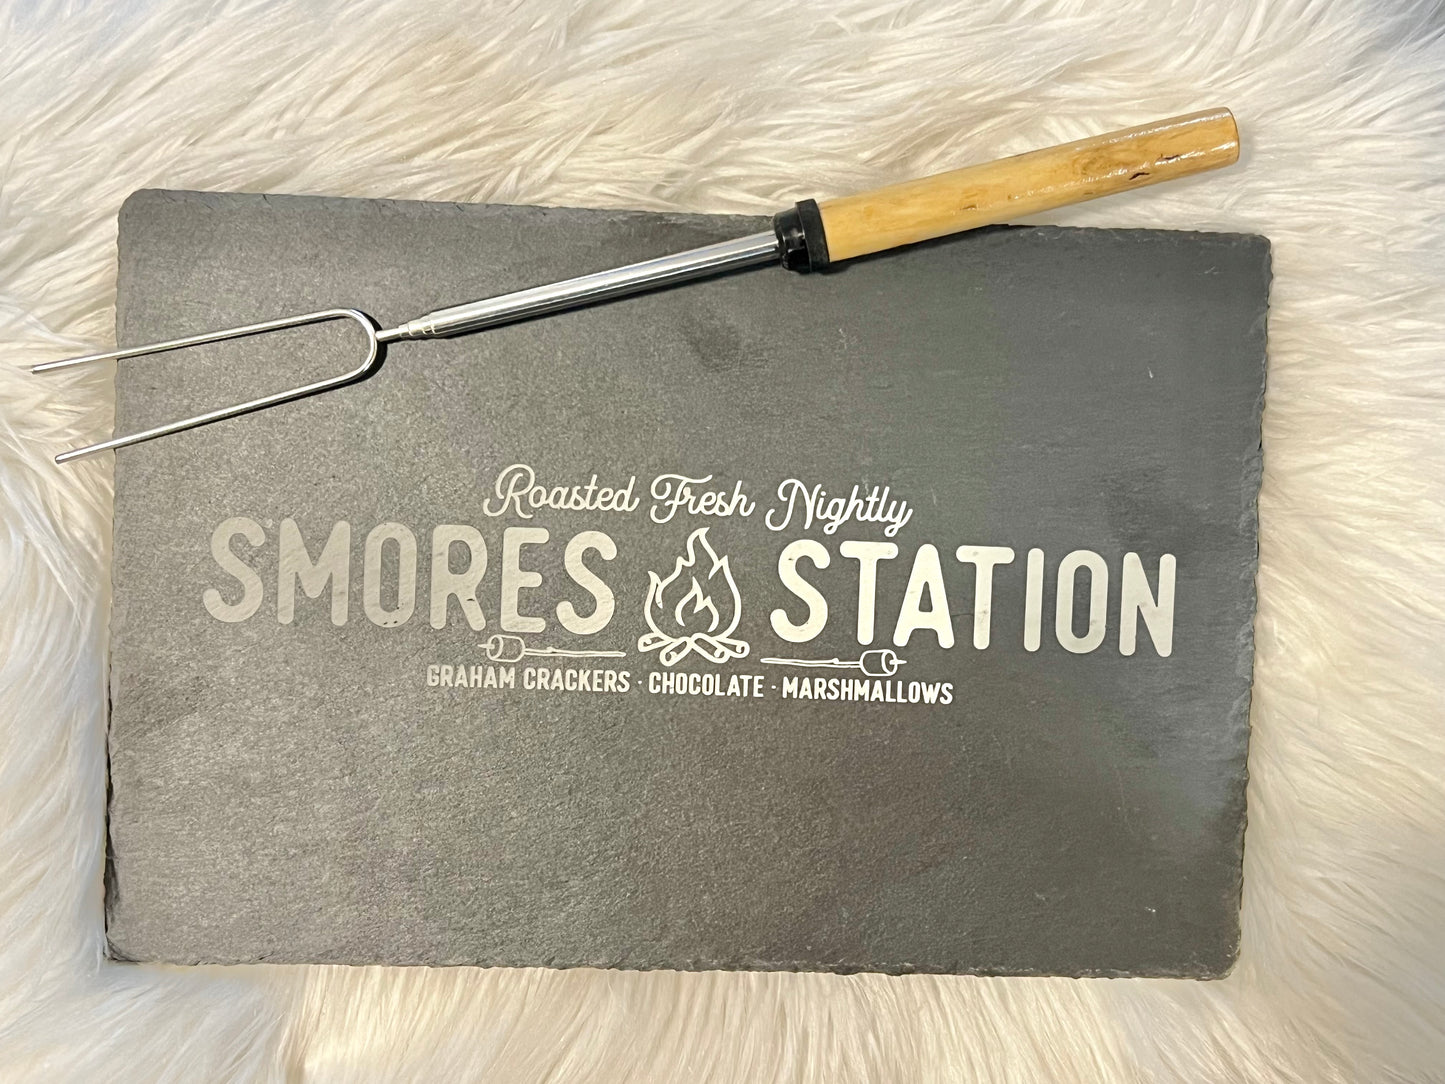 Roasted Fresh Nightly
SMORES STATION
GRAHAM CRACKERS · CHOCOLATE · MARSHMALLOWS